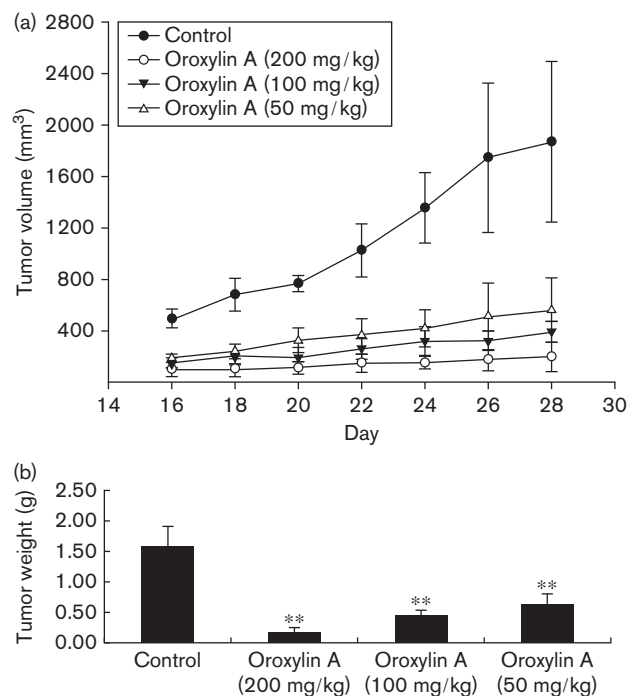 (a)
2800
2400
2000
1600
1200
800
400
Tumor volume (mm³)
Control
Oroxylin A (200 mg/kg)
Oroxylin A (100 mg/kg)
Oroxylin A (50 mg/kg)
14 16 18 20 22 24 26 28 30
Day
(b)
2.50
2.00
1.50
1.00
0.50
0.00
Tumor weight (g)
** ** **
Control Oroxylin A Oroxylin A Oroxylin A
(200 mg/kg) (100 mg/kg) (50 mg/kg)